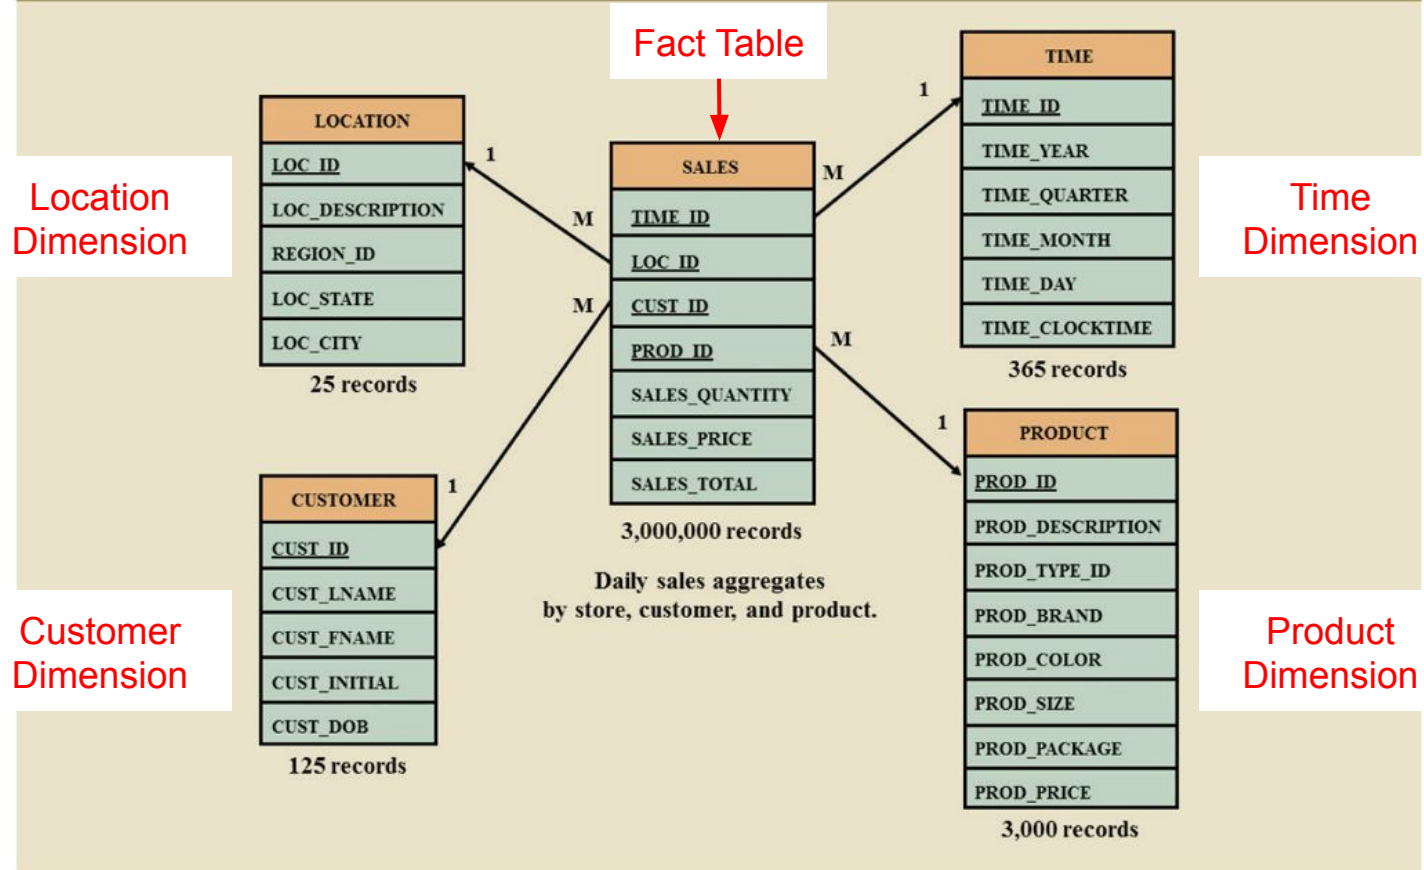 Fact Table
Location
Dimension
LOCATION
LOC_ID
LOC_DESCRIPTION
REGION_ID
LOC_STATE
LOC_CITY
25 records
1
M
SALES
TIME_ID
LOC_ID
CUST_ID
PROD_ID
SALES_QUANTITY
SALES_PRICE
SALES_TOTAL
3,000,000 records
Daily sales aggregates
by store, customer, and product.
M
1
TIME
TIME_ID
TIME_YEAR
TIME_QUARTER
TIME_MONTH
TIME_DAY
TIME_CLOCKTIME
365 records
Time
Dimension
Customer
Dimension
CUSTOMER
CUST_ID
CUST_LNAME
CUST_FNAME
CUST_INITIAL
CUST_DOB
125 records
1
M
M
1
PRODUCT
PROD_ID
PROD_DESCRIPTION
PROD_TYPE_ID
PROD_BRAND
PROD_COLOR
PROD_SIZE
PROD_PACKAGE
PROD_PRICE
3,000 records
Product
Dimension